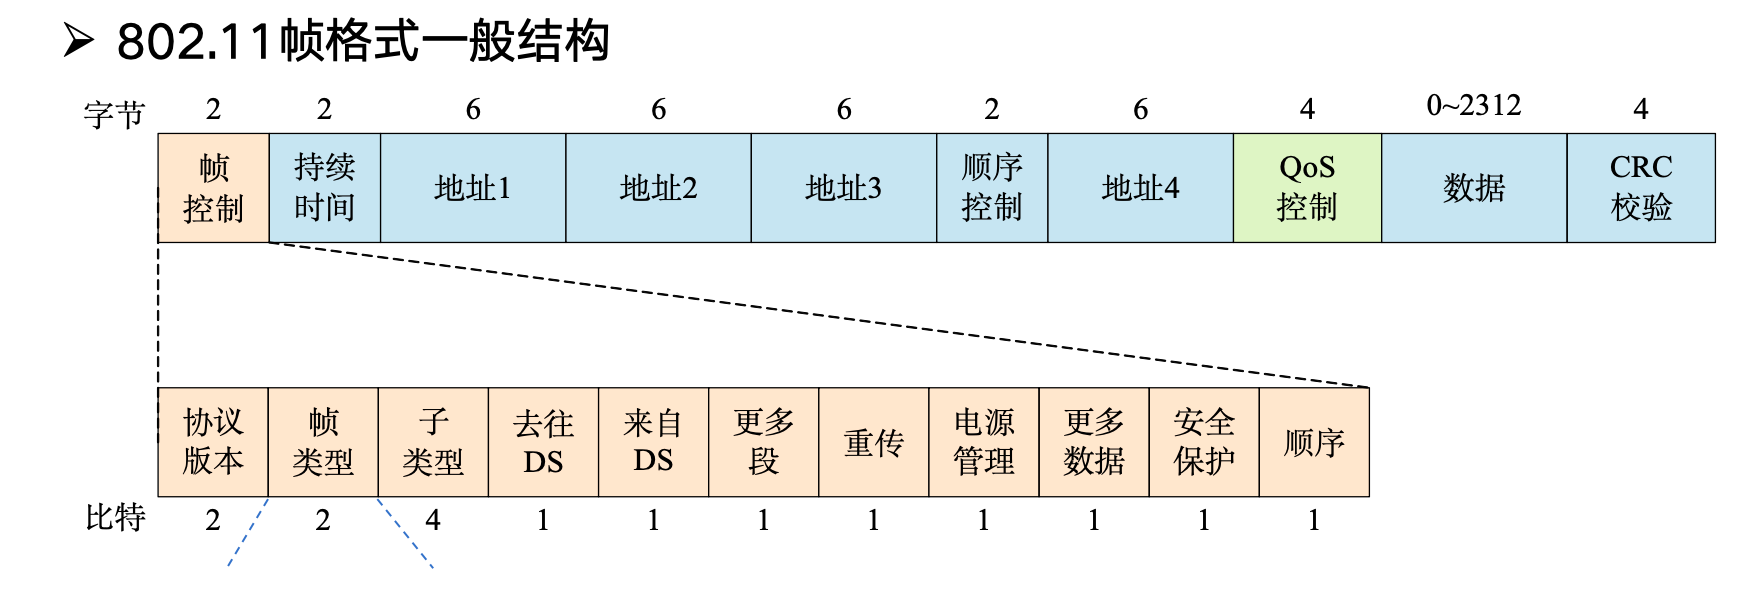 ➢ 802.11帧格式一般结构
字节 2 2 6 6 6 2 6 4 0~2312 4
帧控制 持续时间 地址1 地址2 地址3 顺序控制 地址4 QoS控制 数据 CRC校验
协议版本 帧类型 子类型 去往DS 来自DS 更多段 重传 电源管理 更多数据 安全保护 顺序
比特 2 2 4 1 1 1 1 1 1 1 1